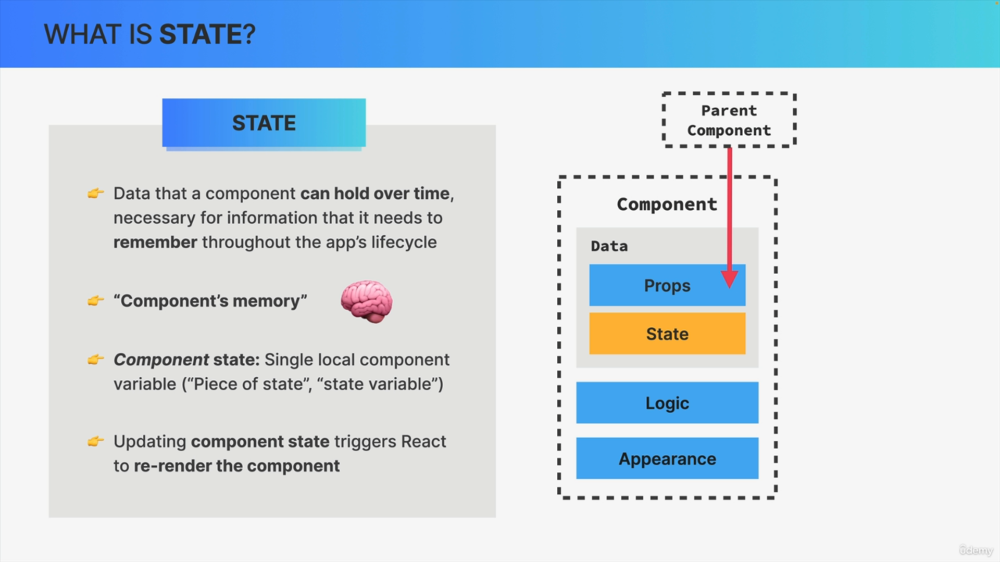 WHAT IS STATE?
STATE
👉 Data that a component can hold over time,
necessary for information that it needs to
remember throughout the app’s lifecycle
👉 “Component’s memory”
👉 Component state: Single local component
variable (“Piece of state”, “state variable”)
👉 Updating component state triggers React
to re-render the component
Parent
Component
Component
Data
Props
State
Logic
Appearance
ûdemy